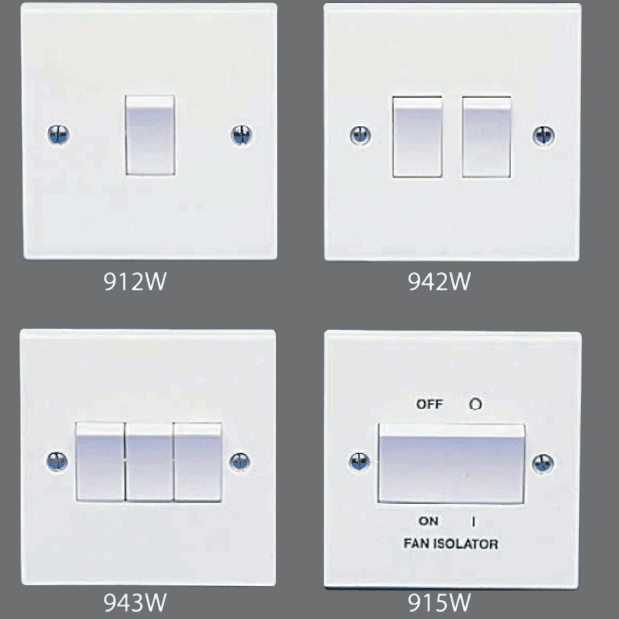 912W
942W
OFF O
ON I
FAN ISOLATOR
943W
915W